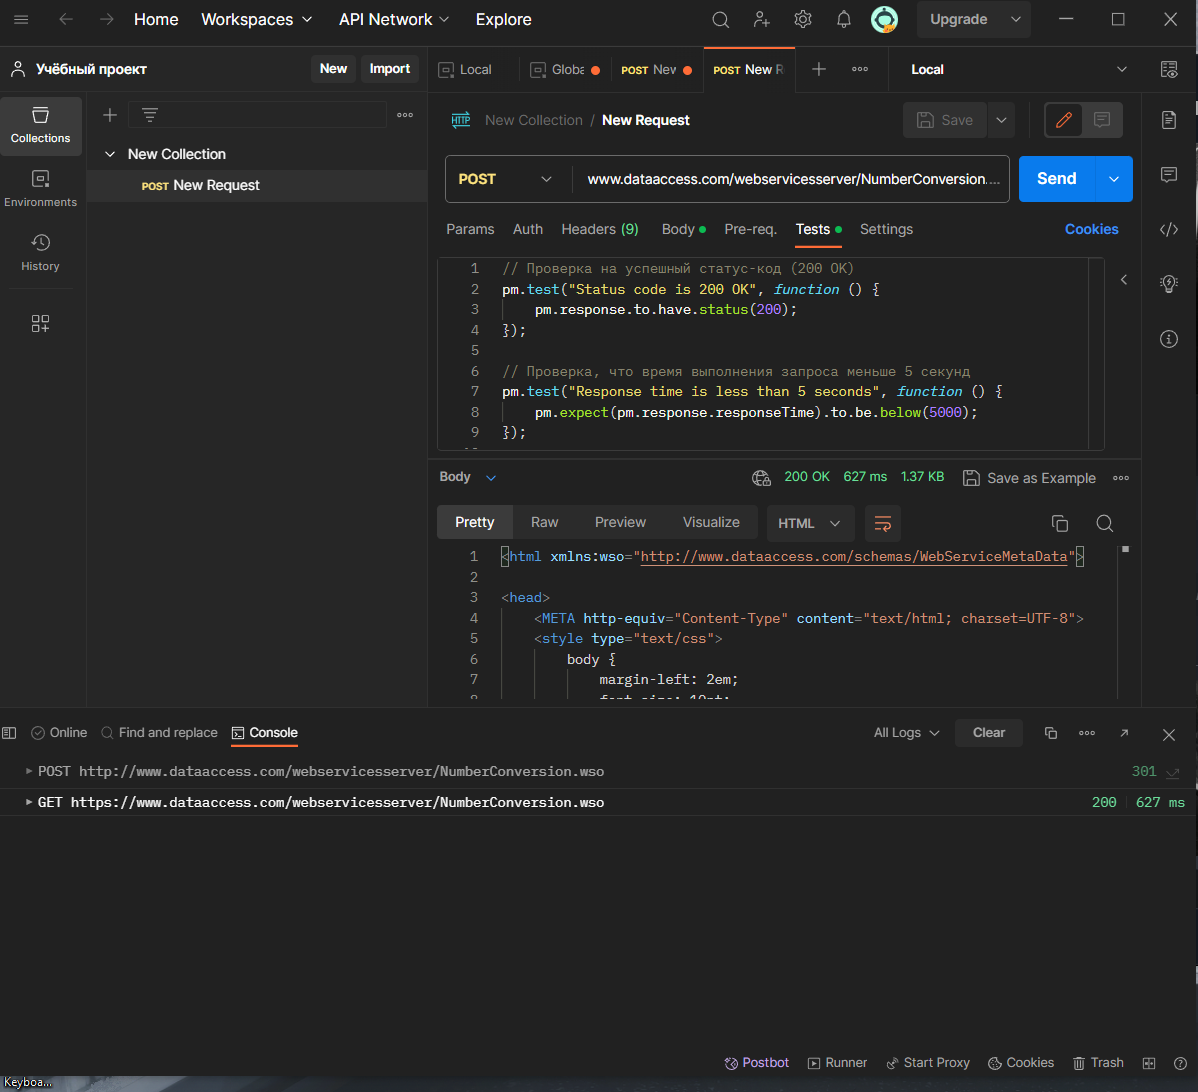 Home Workspaces API Network Explore Upgrade
Учёбный проект New Import Local Globa POST Nev POST New R Local
Collections
Environments
History
New Collection
POST New Request
New Collection / New Request Save
POST www.dataaccess.com/webservicesserver/NumberConversion.... Send
Params Auth Headers (9) Body Pre-req. Tests Settings Cookies
1 // Проверка на успешный статус-код (200 OK)
2 pm.test("Status code is 200 OK", function () {
3 pm.response.to.have.status(200);
4 });
5
6 // Проверка, что время выполнения запроса меньше 5 секунд
7 pm.test("Response time is less than 5 seconds", function () {
8 pm.expect(pm.response.responseTime).to.be.below(5000);
9 });
Body 200 OK 627 ms 1.37 KB Save as Example
Pretty Raw Preview Visualize HTML
1 <html xmlns:wso="http://www.dataaccess.com/schemas/WebServiceMetaData">
2
3 <head>
4 <META http-equiv="Content-Type" content="text/html; charset=UTF-8">
5 <style type="text/css">
6 body {
7 margin-left: 2em;
8 font-size: 10pt;
Online Find and replace Console All Logs Clear
POST http://www.dataaccess.com/webservicesserver/NumberConversion.wso 301
GET https://www.dataaccess.com/webservicesserver/NumberConversion.wso 200 627 ms
Postbot Runner Start Proxy Cookies Trash
Keyboa...